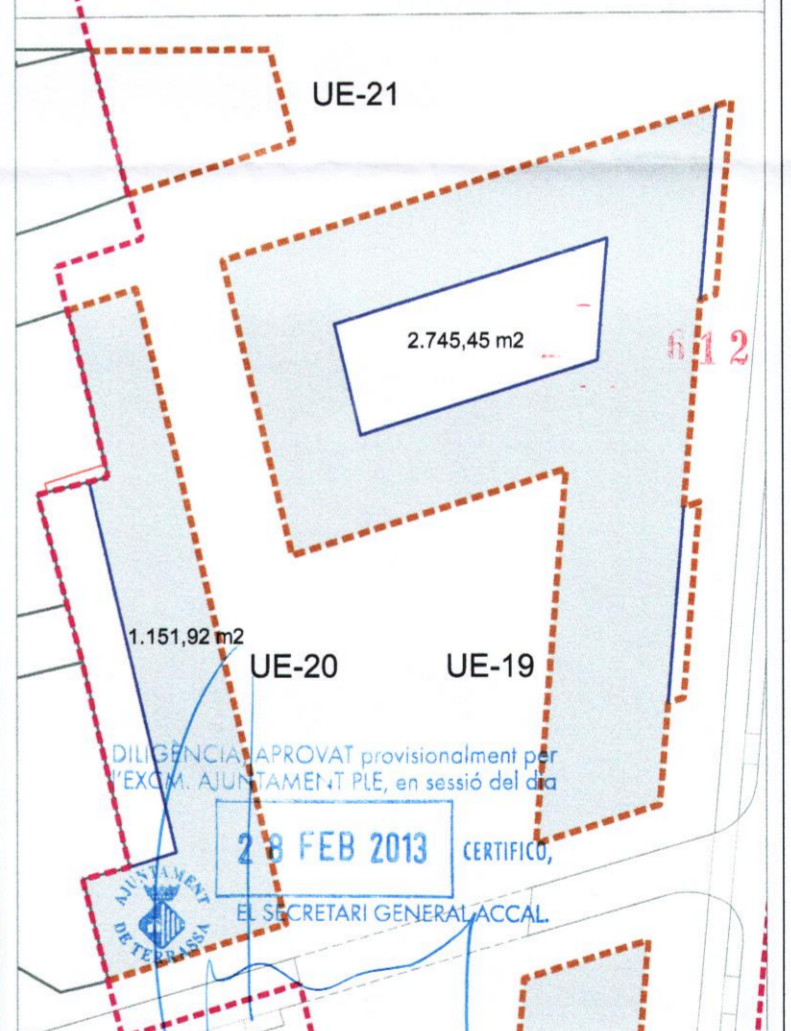 UE-21
2.745,45 m2
012
1.151,92 m2
UE-20
UE-19
DILIGÈNCIA, APROVAT provisionalment per
l'EXCM. AJUNTAMENT PLE, en sessió del dia
28 FEB 2013 CERTIFICO,
EL SECRETARI GENERAL ACCAL.
AJUNTAMENT
DE TERRASSA